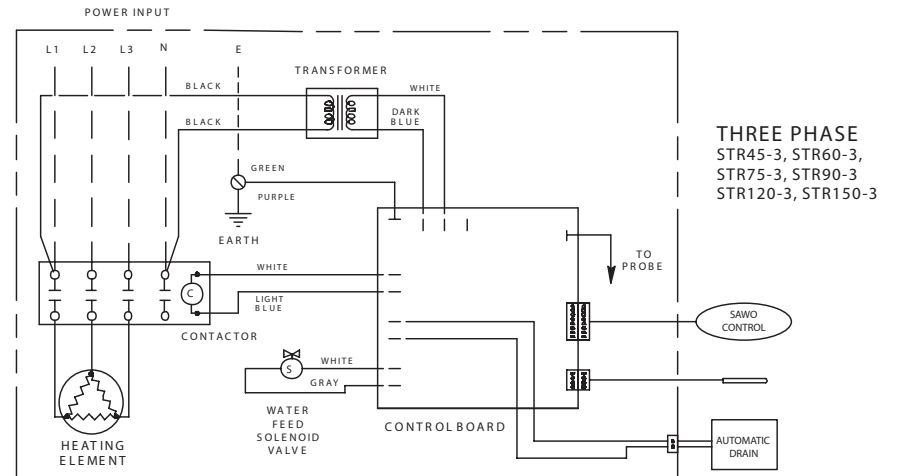 POWER INPUT
L1 L2 L3 N E
TRANSFORMER
BLACK
WHITE
DARK
BLUE
BLACK
THREE PHASE
STR45-3, STR60-3,
STR75-3, STR90-3
STR120-3, STR150-3
GREEN
PURPLE
EARTH
TO
PROBE
WHITE
C
LIGHT
BLUE
CONTACTOR
SAWO
CONTROL
WHITE
S
GRAY
WATER
FEED
SOLENOID
VALVE
CONTROL BOARD
HEATING
ELEMENT
AUTOMATIC
DRAIN